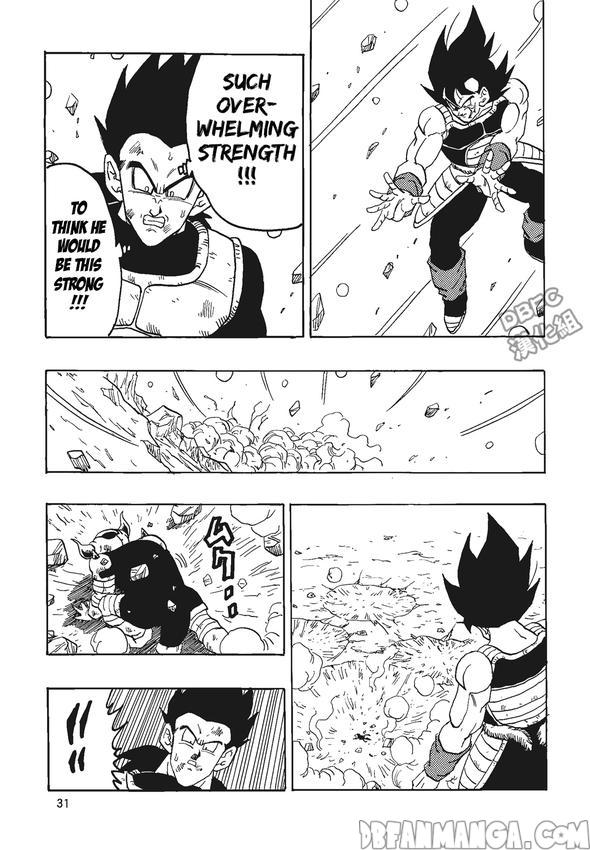 SUCH
OVER-
WHELMING
STRENGTH
!!!
TO
THINK HE
WOULD
BE THIS
STRONG
!!!
DBFC
漢化組
ムク‥
31
DBFANMANGA.COM